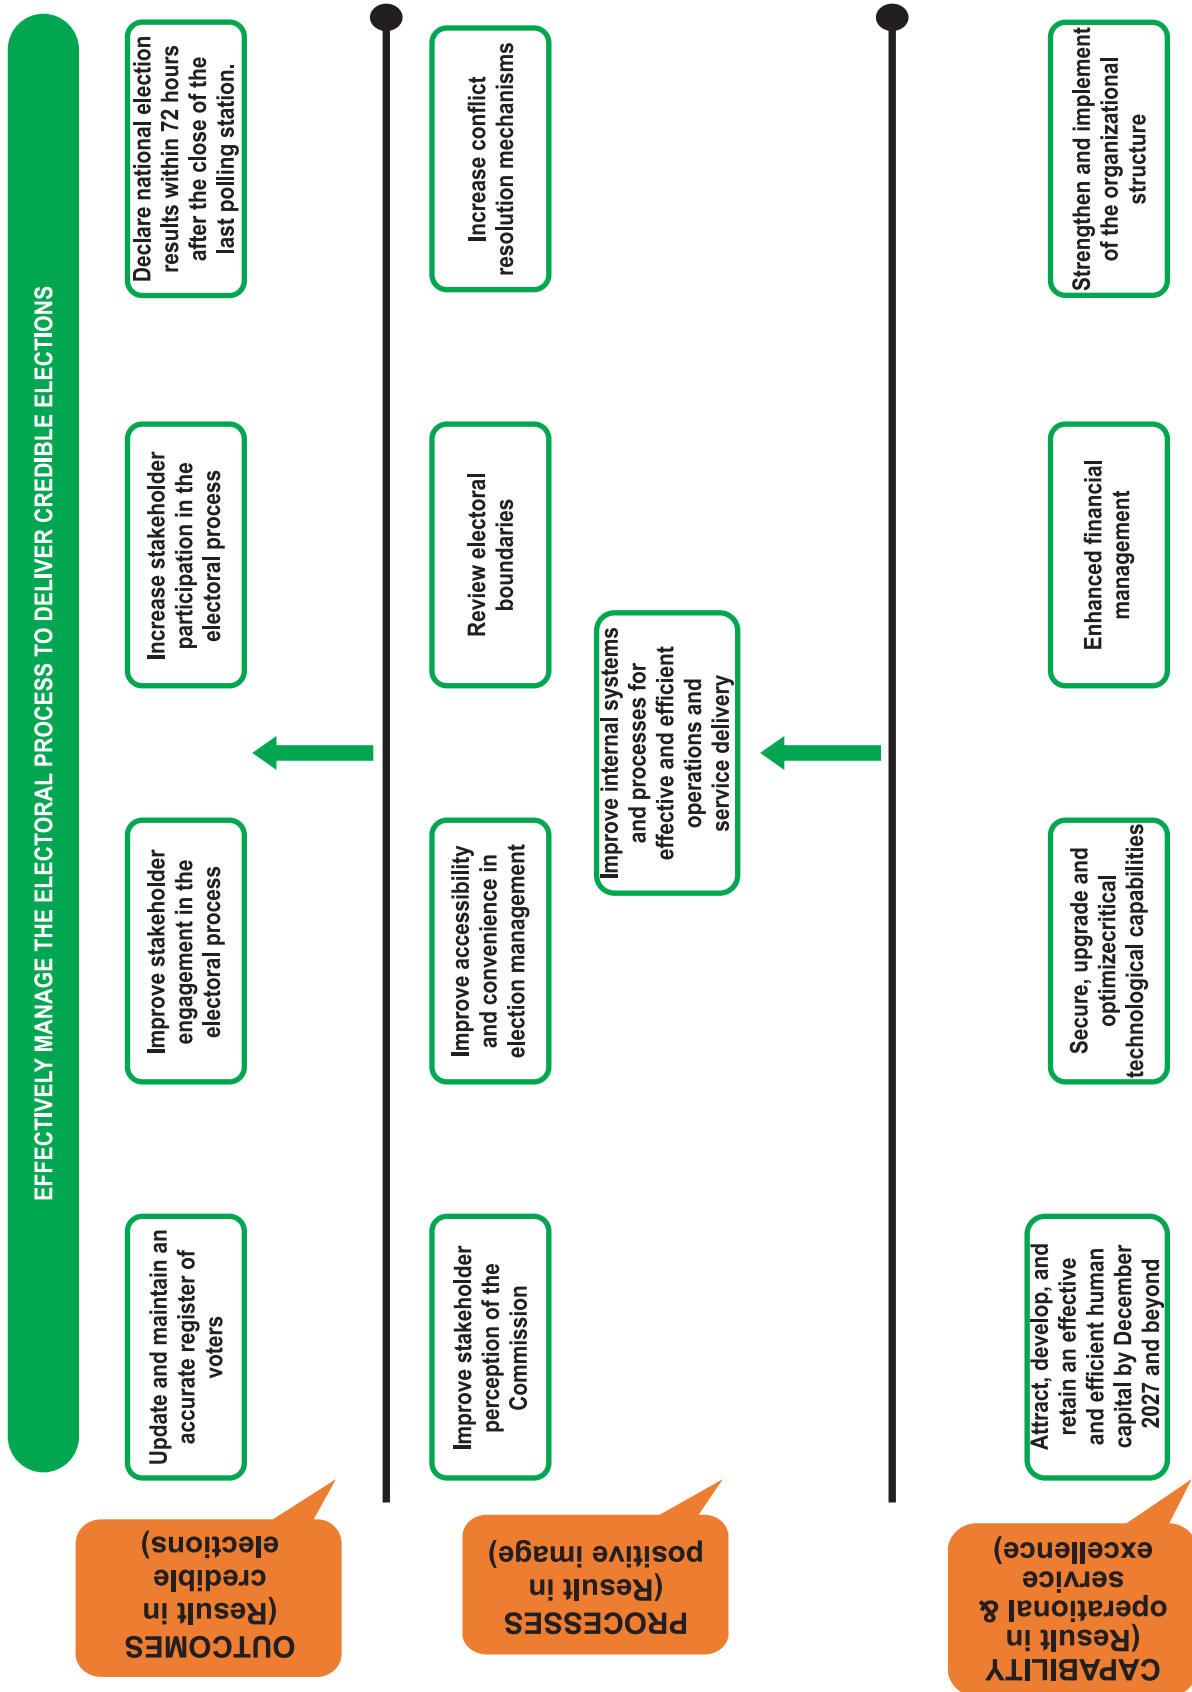 EFFECTIVELY MANAGE THE ELECTORAL PROCESS TO DELIVER CREDIBLE ELECTIONS
OUTCOMES
(Result in
credible
elections)
Update and maintain an
accurate register of
voters
Improve stakeholder
engagement in the
electoral process
Increase stakeholder
participation in the
electoral process
Declare national election
results within 72 hours
after the close of the
last polling station.
PROCESSES
(Result in
positive image)
Improve stakeholder
perception of the
Commission
Improve accessibility
and convenience in
election management
Review electoral
boundaries
Increase conflict
resolution mechanisms
Improve internal systems
and processes for
effective and efficient
operations and
service delivery
CAPABILITY
(Result in
operational &
service
excellence)
Attract, develop, and
retain an effective
and efficient human
capital by December
2027 and beyond
Secure, upgrade and
optimizecritical
technological capabilities
Enhanced financial
management
Strengthen and implement
of the organizational
structure